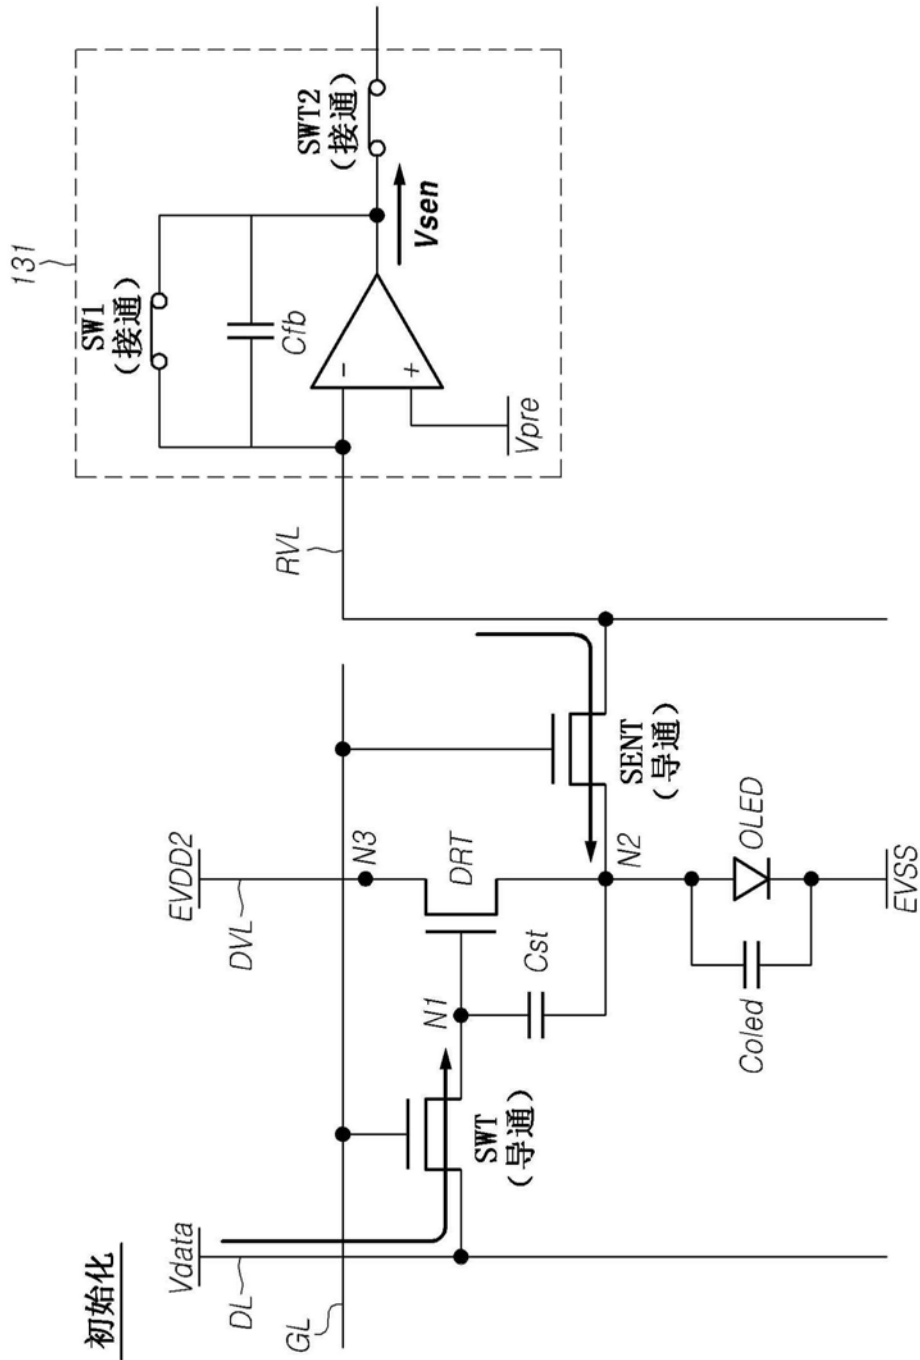 初始化
Vdata
DL
GL
SWT
(导通)
N1
Cst
EVDD2
DVL
N3
DRT
N2
SENT
(导通)
OLED
Coled
EVSS
RVL
131
SW1
(接通)
Cfb
-
+
Vpre
Vsen
SWT2
(接通)